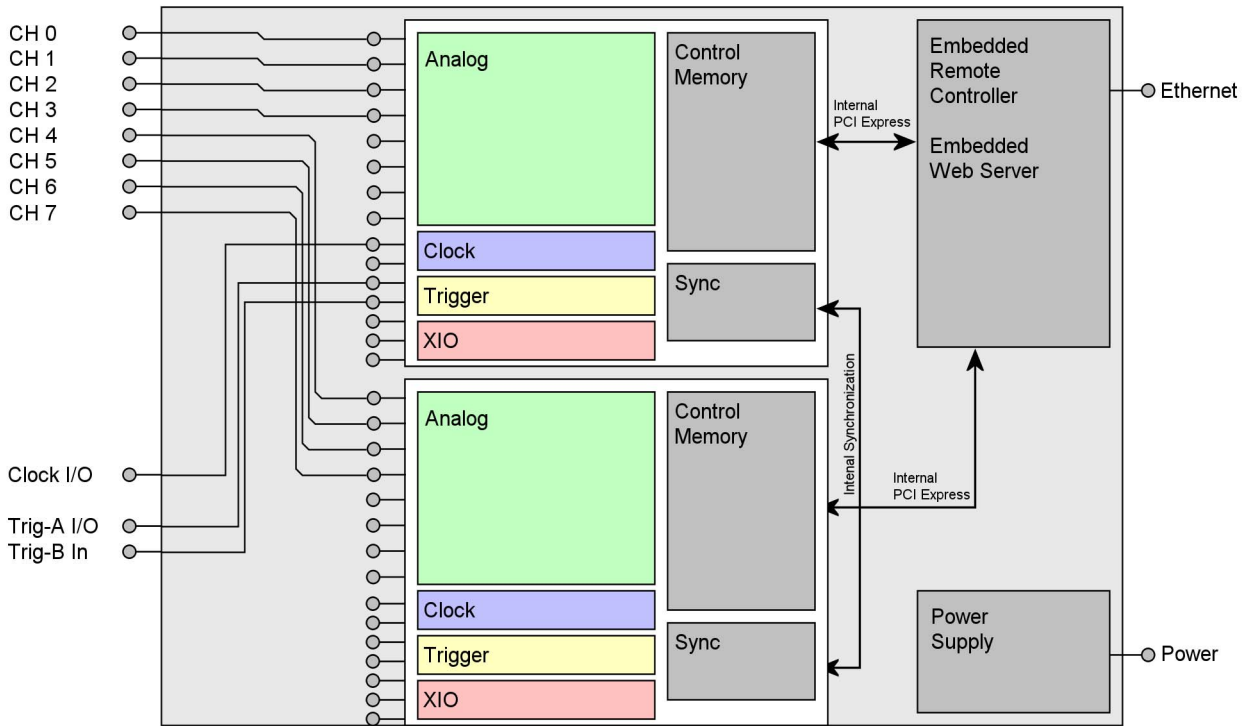 CH 0
CH 1
CH 2
CH 3
CH 4
CH 5
CH 6
CH 7
Clock I/O
Trig-A I/O
Trig-B In
Analog
Clock
Trigger
XIO
Control
Memory
Sync
Analog
Clock
Trigger
XIO
Control
Memory
Sync
Internal
PCI Express
Intenal Synchronization
Internal
PCI Express
Embedded
Remote
Controller
Embedded
Web Server
Power
Supply
Ethernet
Power